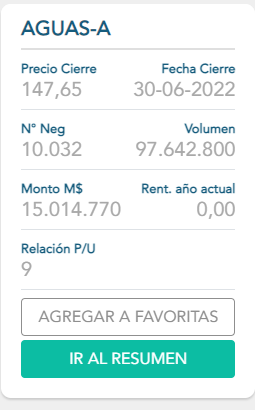 AGUAS-A
Precio Cierre Fecha Cierre
147,65 30-06-2022
N° Neg Volumen
10.032 97.642.800
Monto M$ Rent. año actual
15.014.770 0,00
Relación P/U
9
AGREGAR A FAVORITAS
IR AL RESUMEN